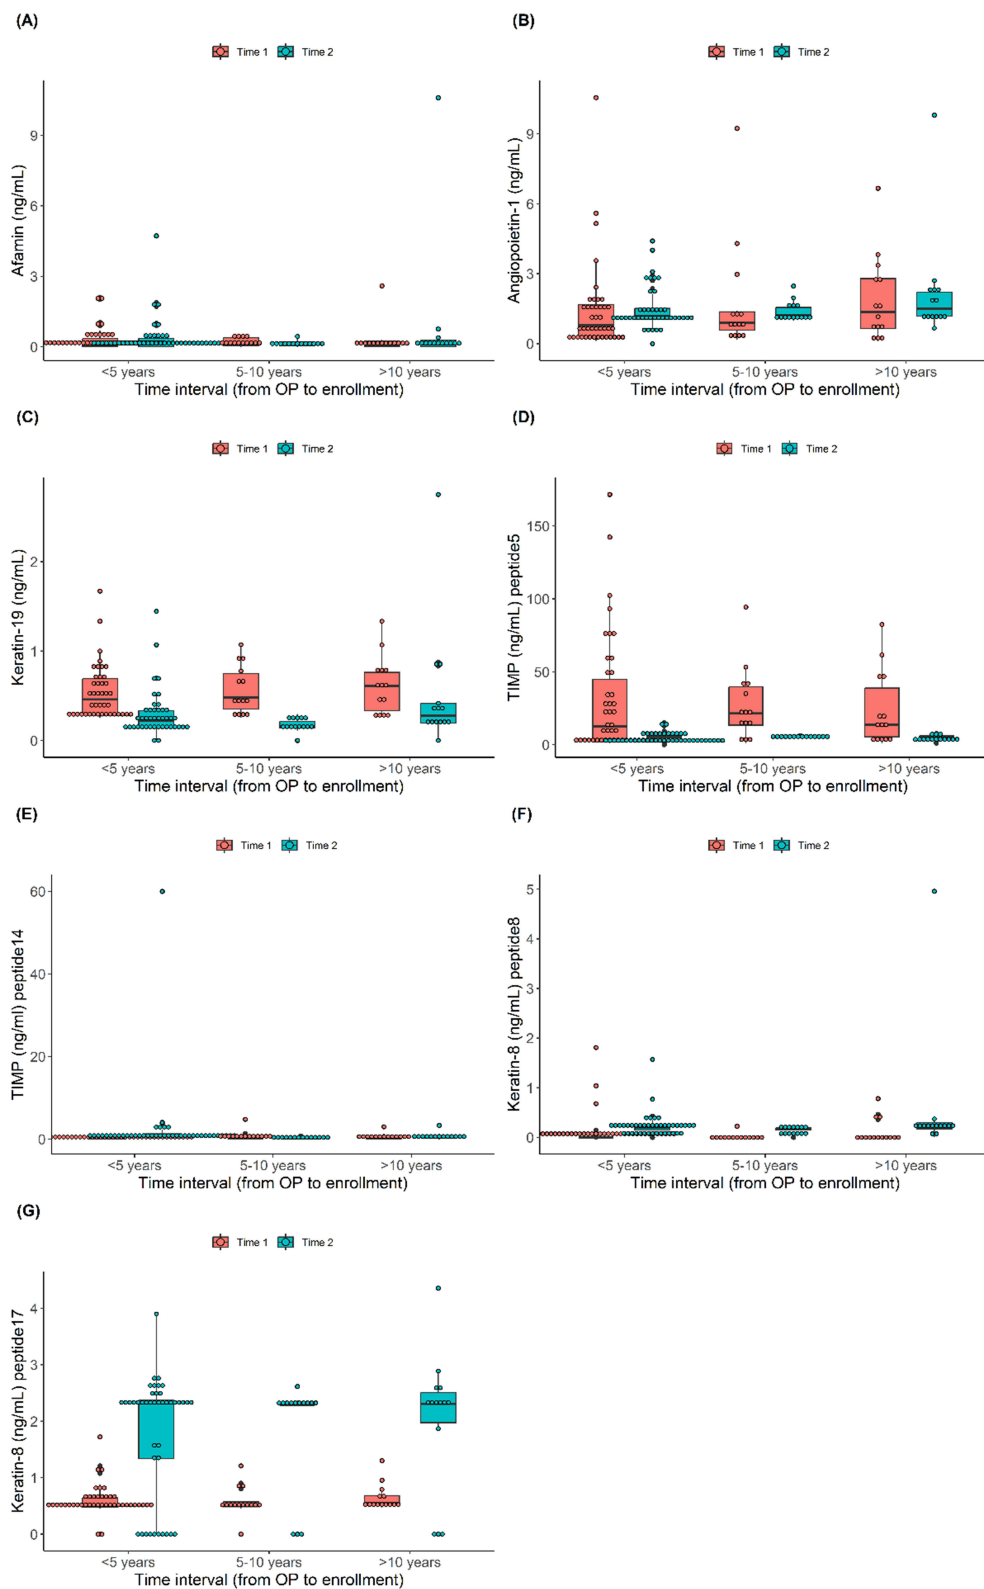 (A)
(B)
Time 1 Time 2
Time 1 Time 2
Afamin (ng/mL)
9
6
3
0
<5 years 5-10 years >10 years
Time interval (from OP to enrollment)
Angiopoietin-1 (ng/mL)
9
6
3
0
<5 years 5-10 years >10 years
Time interval (from OP to enrollment)
(C)
(D)
Time 1 Time 2
Time 1 Time 2
Keratin-19 (ng/mL)
2
1
0
<5 years 5-10 years >10 years
Time interval (from OP to enrollment)
TIMP (ng/mL) peptide5
150
100
50
0
<5 years 5-10 years >10 years
Time interval (from OP to enrollment)
(E)
(F)
Time 1 Time 2
Time 1 Time 2
TIMP (ng/ml) peptide14
60
40
20
0
<5 years 5-10 years >10 years
Time interval (from OP to enrollment)
Keratin-8 (ng/mL) peptide8
5
4
3
2
1
0
<5 years 5-10 years >10 years
Time interval (from OP to enrollment)
(G)
Time 1 Time 2
Keratin-8 (ng/mL) peptide17
4
3
2
1
0
<5 years 5-10 years >10 years
Time interval (from OP to enrollment)